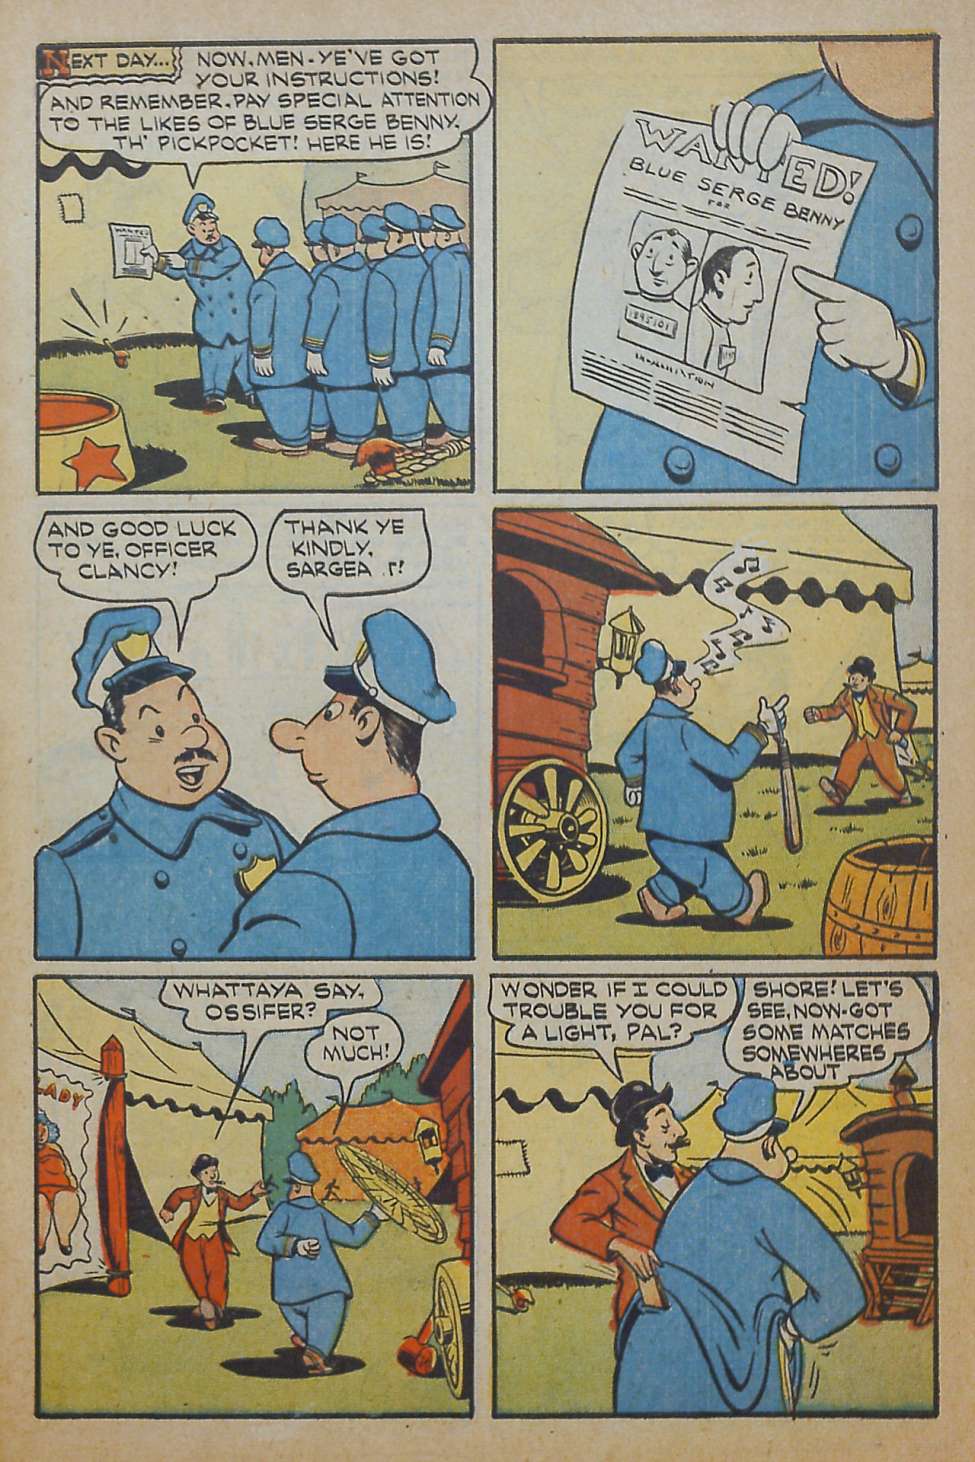 NEXT DAY...
NOW, MEN-YE'VE GOT
YOUR INSTRUCTIONS!
AND REMEMBER, PAY SPECIAL ATTENTION
TO THE LIKES OF BLUE SERGE BENNY,
TH' PICKPOCKET! HERE HE IS!
WANTED
WANTED!
BLUE SERGE BENNY
FOR
1895101
AND GOOD LUCK
TO YE, OFFICER
CLANCY!
THANK YE
KINDLY,
WHATTAYA SAY,
OSSIFER?
NOT
MUCH!
LADY
WONDER IF I COULD
TROUBLE YOU FOR
A LIGHT, PAL?
SHORE! LET'S
SEE, NOW-GOT
SOME MATCHES
SOMEWHERES
ABOUT